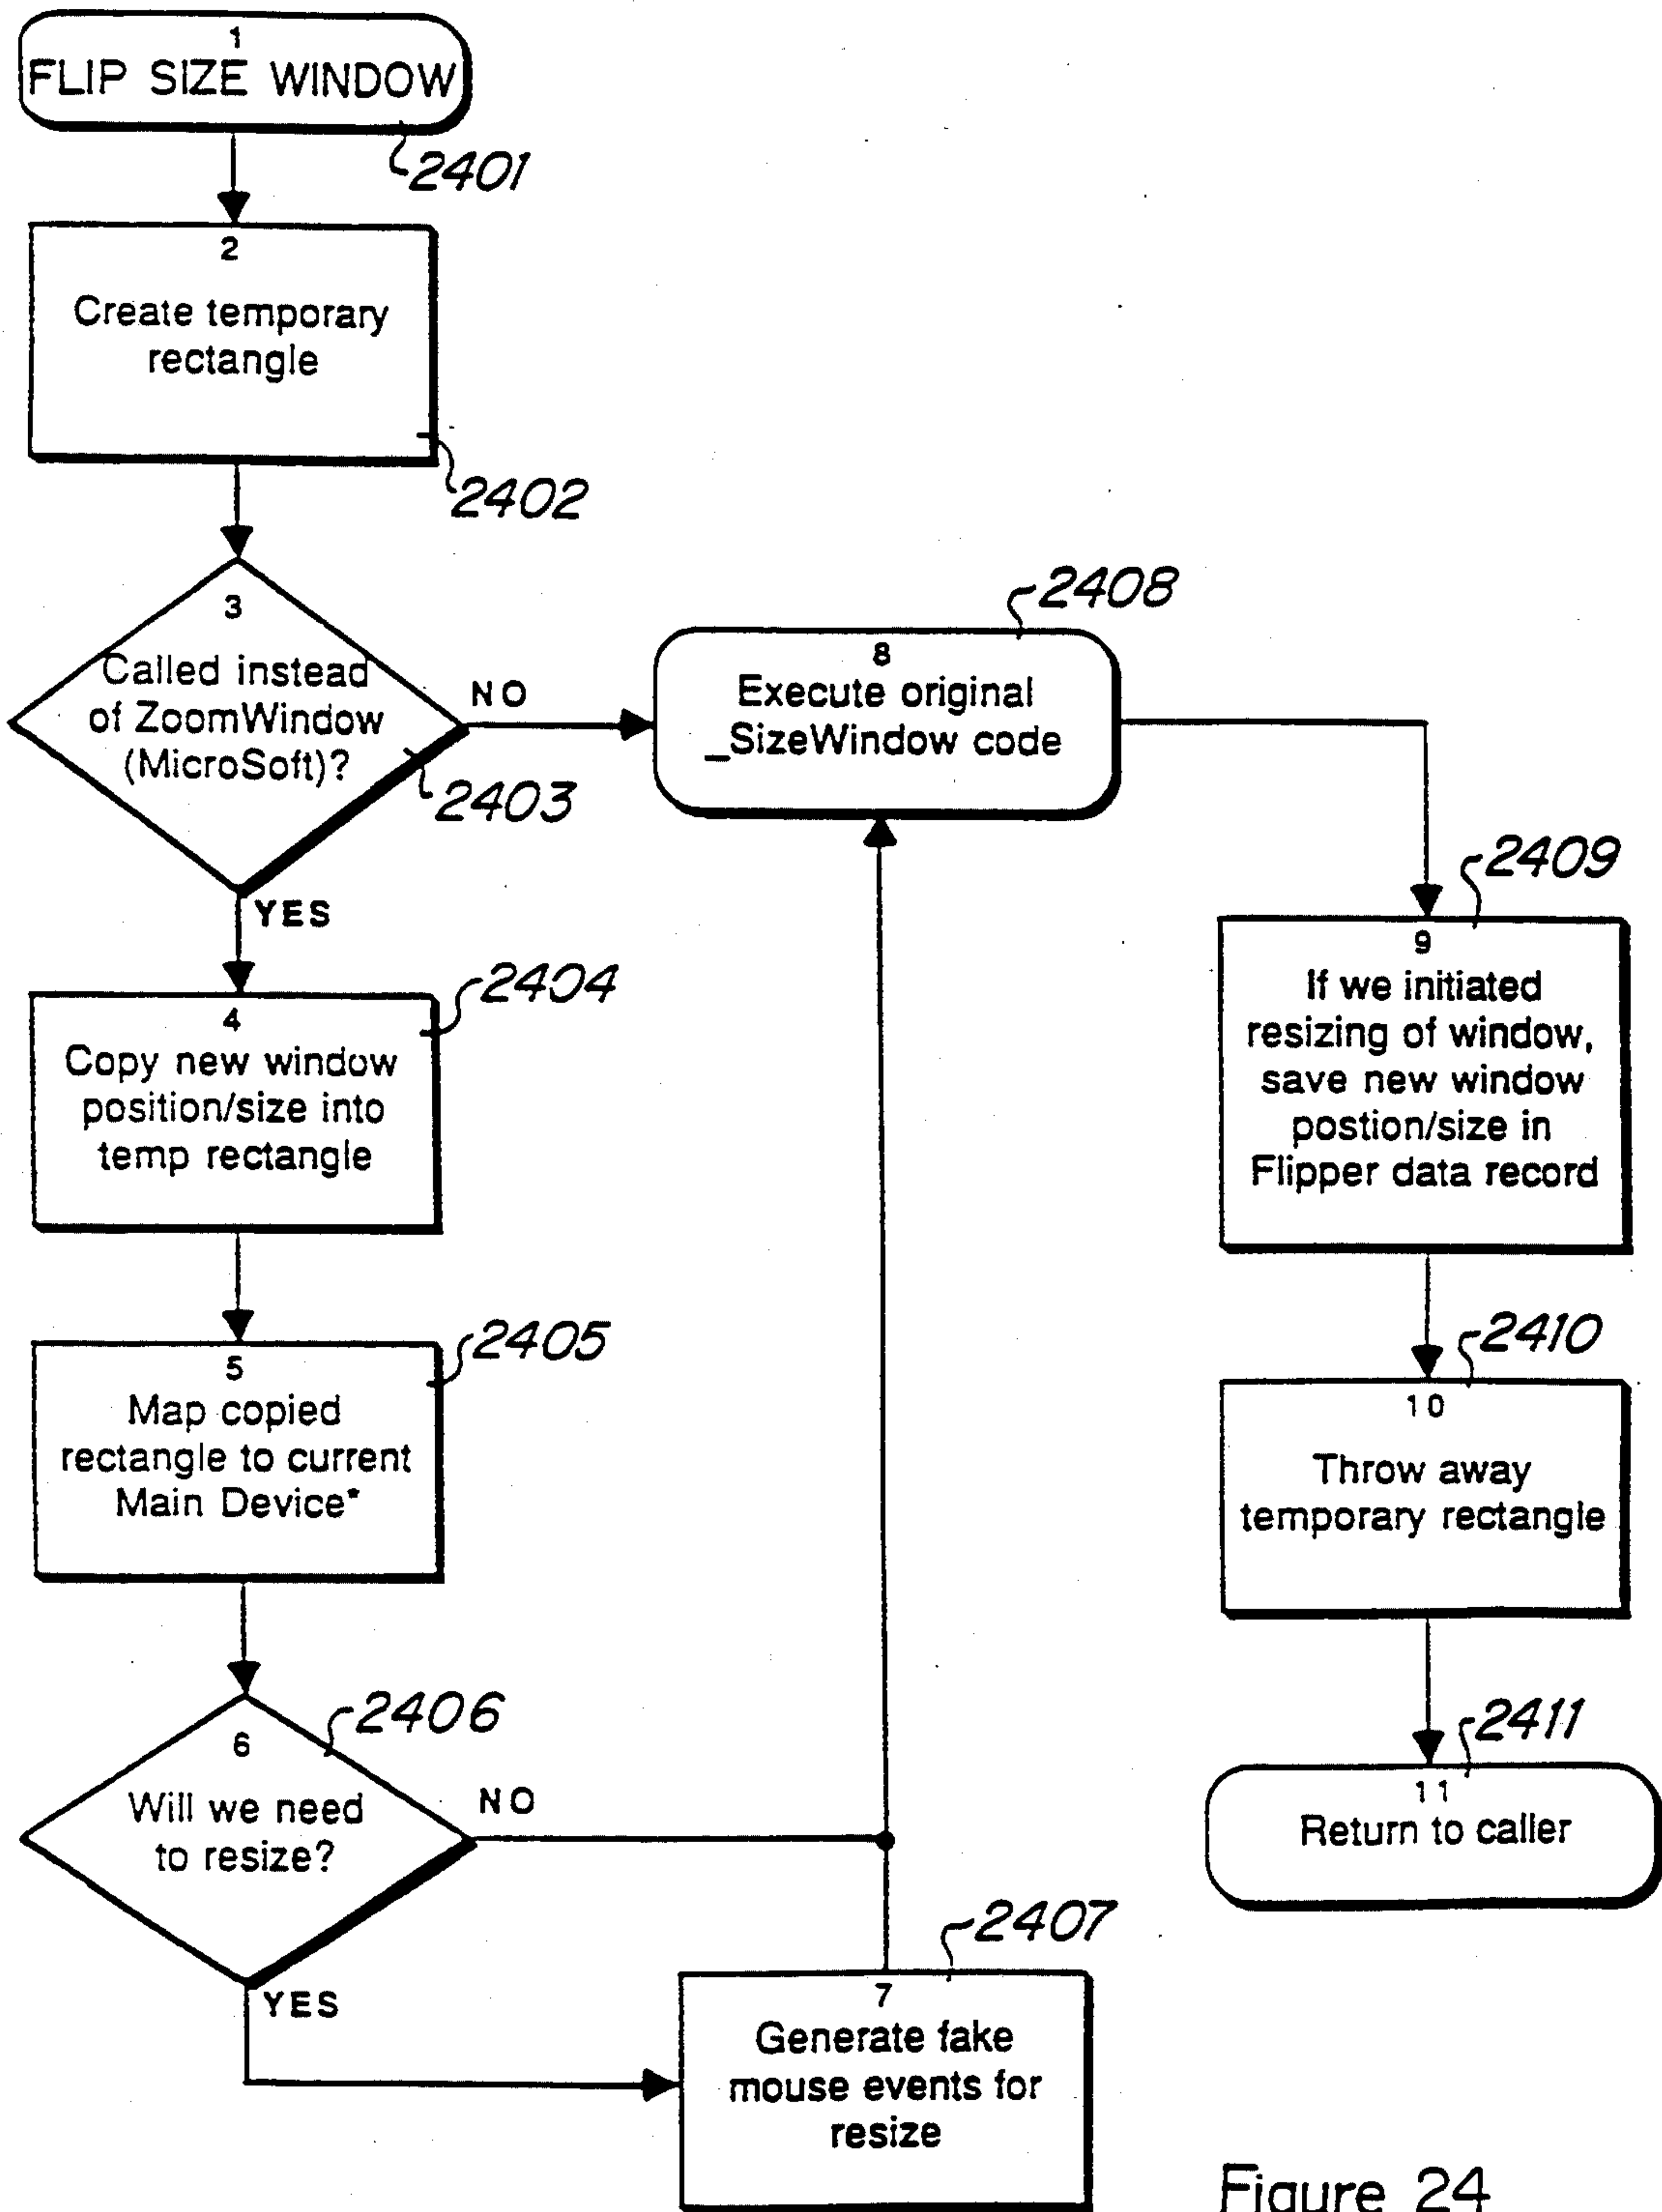 1
FLIP SIZE WINDOW
2401
2
Create temporary
rectangle
2402
3
Called instead
of ZoomWindow
(MicroSoft)?
2403
NO
YES
4
Copy new window
position/size into
temp rectangle
2404
5
Map copied
rectangle to current
Main Device*
2405
6
Will we need
to resize?
2406
NO
YES
7
Generate fake
mouse events for
resize
2407
8
Execute original
_SizeWindow code
2408
9
If we initiated
resizing of window,
save new window
postion/size in
Flipper data record
2409
10
Throw away
temporary rectangle
2410
11
Return to caller
2411
Figure 24